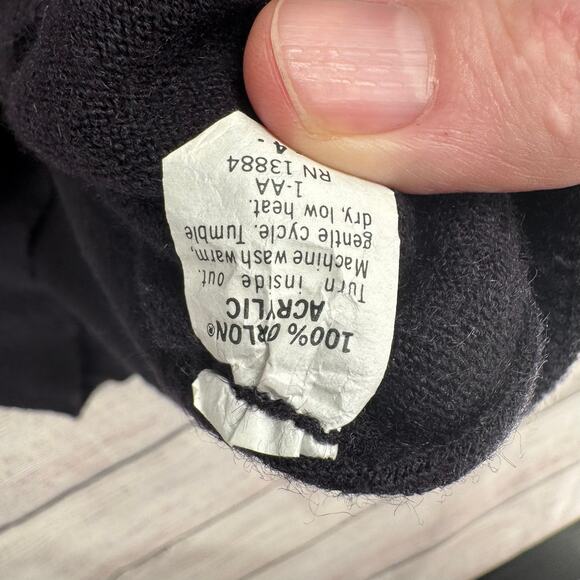 100% ORLON®
ACRYLIC
Turn inside out.
Machine wash warm,
gentle cycle. Tumble
dry, low heat.
1-AA
RN 13884